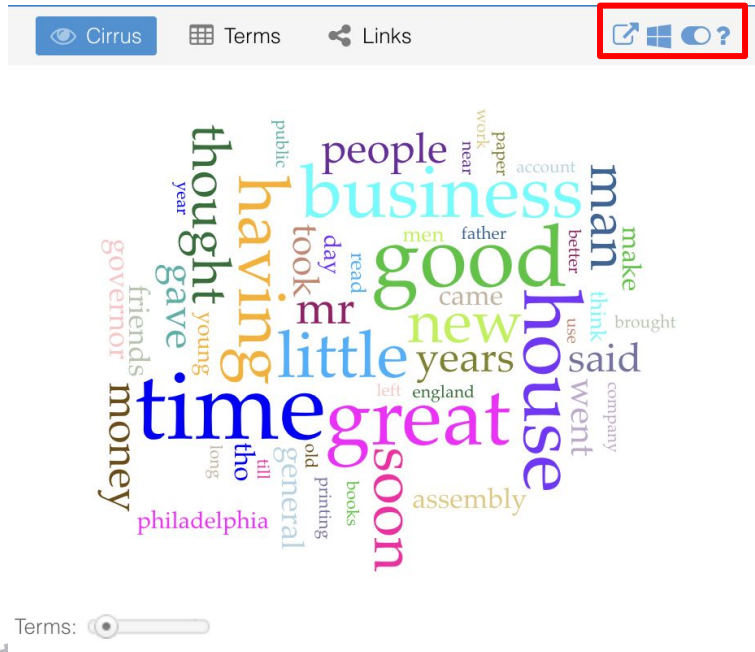 Cirrus Terms Links ?
public
work
thought
people
near
paper
account
year
having
business
man
took
day
men
father
better
make
governor
gave
read
good
friends
came
think
young
mr
new
house
use
brought
little
years
said
left
england
went
company
money
time
great
long
tho
till
general
old
printing
books
soon
assembly
philadelphia
Terms: